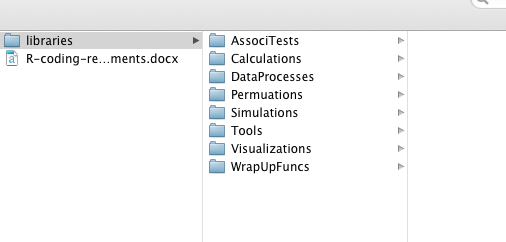 libraries
R-coding-re...ments.docx
AssociTests
Calculations
DataProcesses
Permuations
Simulations
Tools
Visualizations
WrapUpFuncs